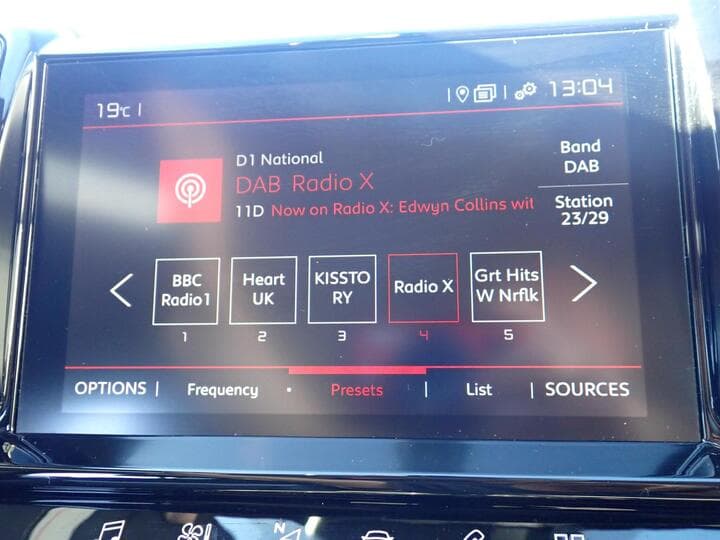 19°C |
| | 13:04
D1 National
DAB Radio X
11D Now on Radio X: Edwyn Collins wit
Band
DAB
Station
23/29
BBC
Radio1
Heart
UK
KISSTO
RY
Radio X
Grt Hits
W Nrflk
1 2 3 4 5
OPTIONS | Frequency • Presets | List | SOURCES
N